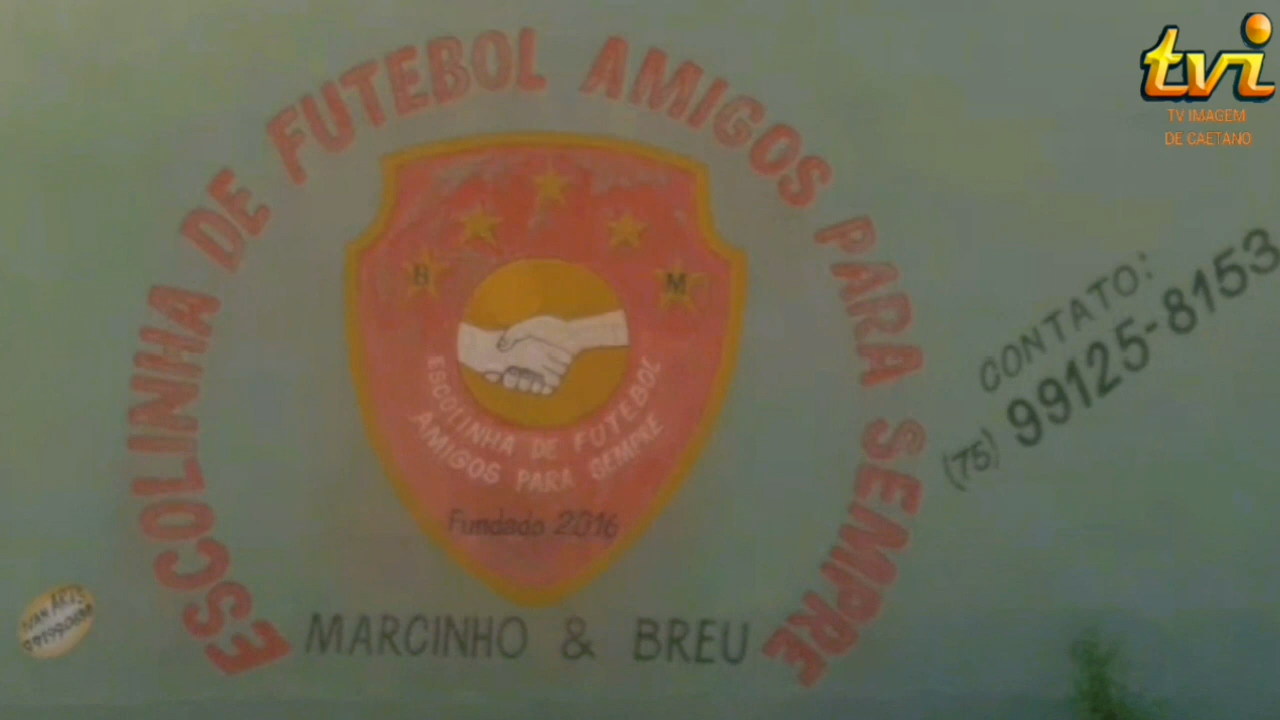 tvi
TV IMAGEM
DE CAETANO
ESCOLINHA DE FUTEBOL AMIGOS PARA SEMPRE
B M
ESCOLINHA DE FUTEBOL
AMIGOS PARA SEMPRE
Fundado 2016
MARCINHO & BREU
CONTATO:
(75) 99125-8153
ARTS